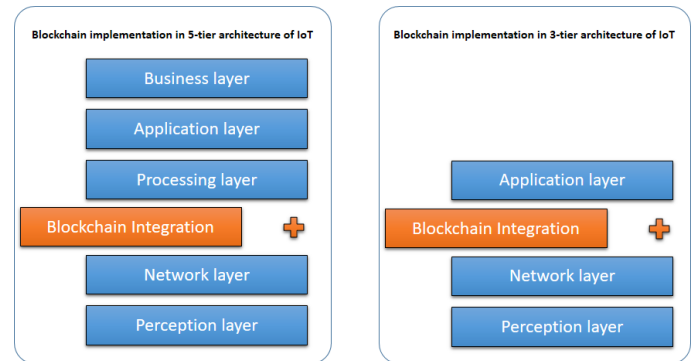 Blockchain implementation in 5-tier architecture of IoT
Business layer
Application layer
Processing layer
Blockchain Integration
Network layer
Perception layer
Blockchain implementation in 3-tier architecture of IoT
Application layer
Blockchain Integration
Network layer
Perception layer